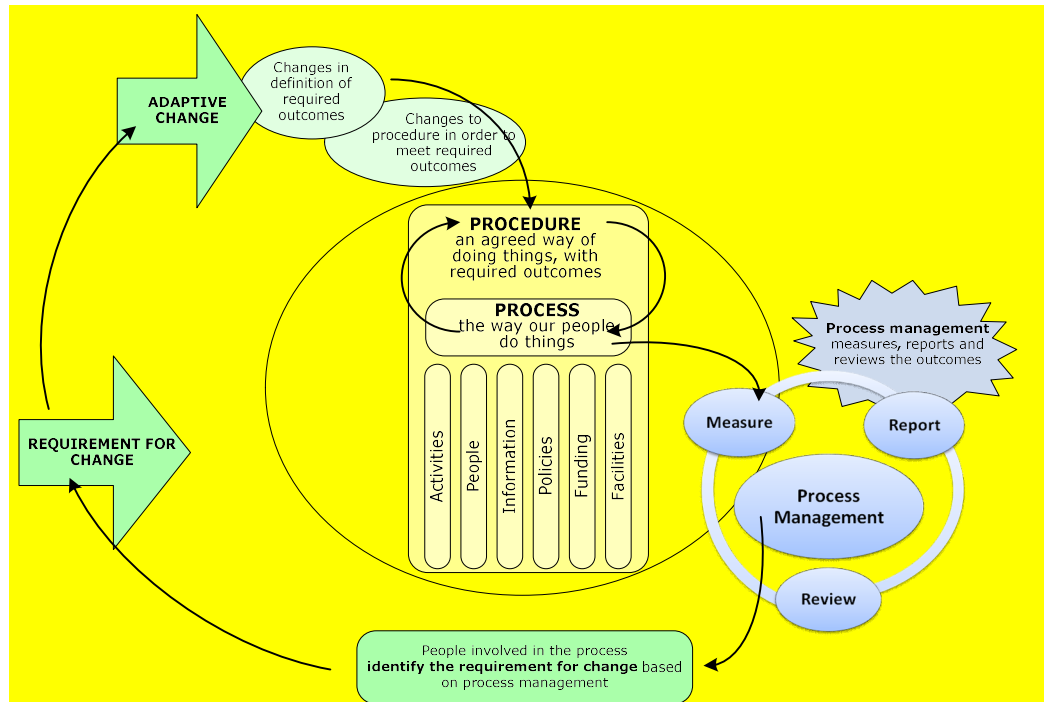 ADAPTIVE
CHANGE
Changes in
definition of
required
outcomes
Changes to
procedure in order to
meet required
outcomes
PROCEDURE
an agreed way of
doing things, with
required outcomes
PROCESS
the way our people
do things
Activities
People
Information
Policies
Funding
Facilities
Process management
measures, reports and
reviews the outcomes
Measure
Report
Process
Management
Review
REQUIREMENT FOR
CHANGE
People involved in the process
identify the requirement for change based
on process management